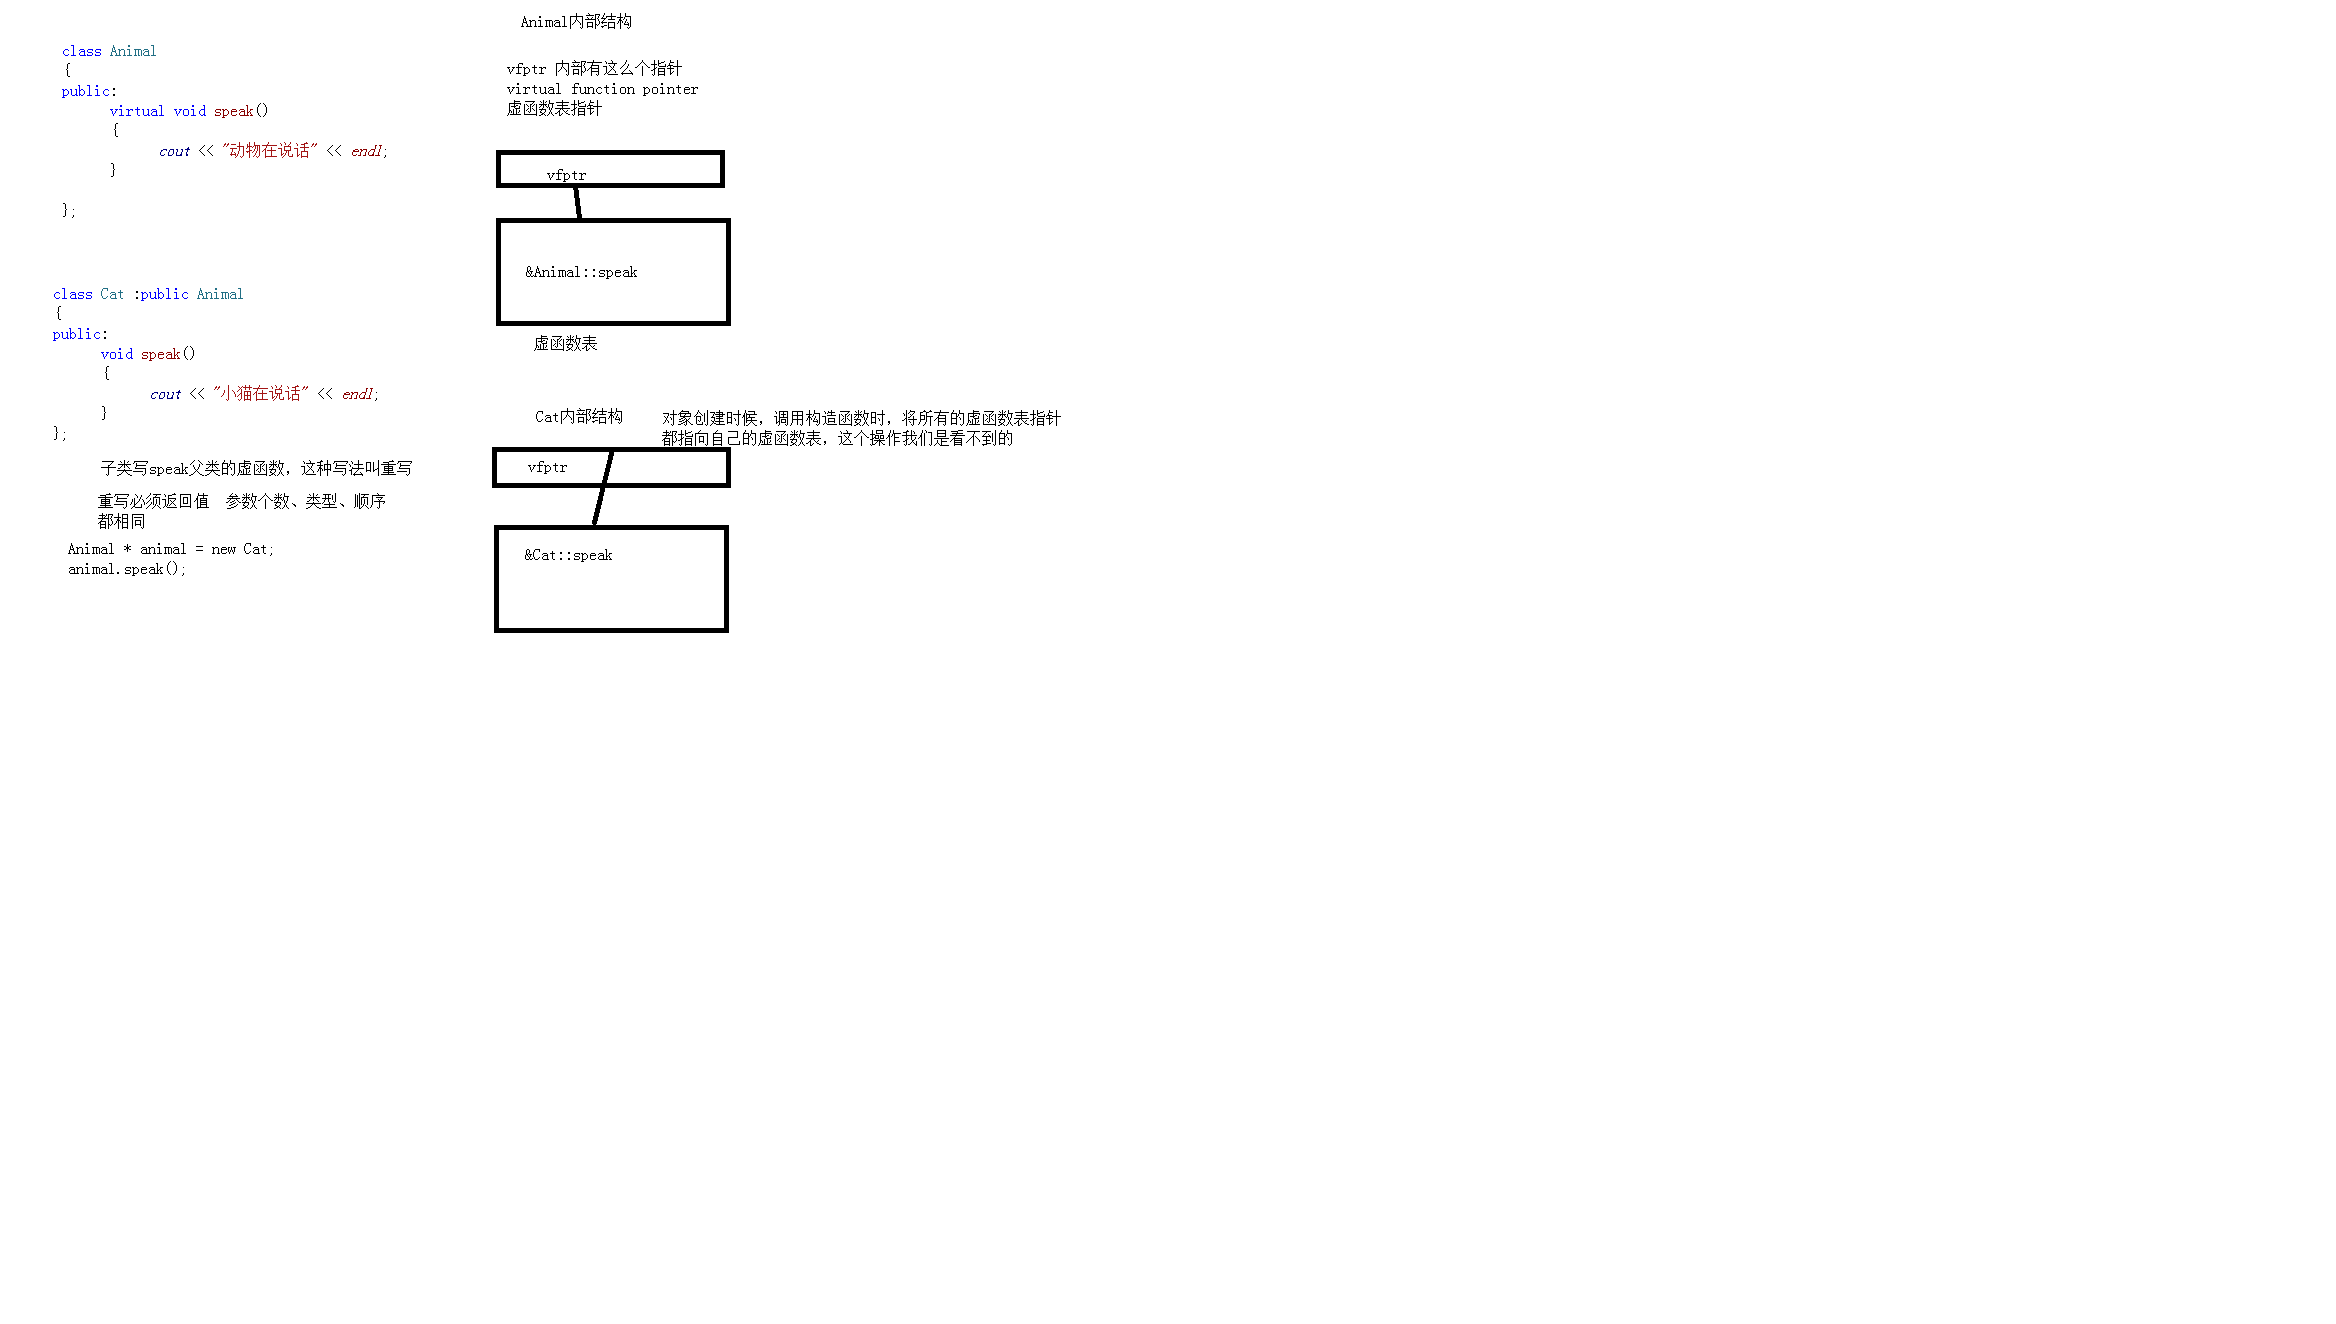 class Animal
{
public:
virtual void speak()
{
cout << "动物在说话" << endl;
}
};
class Cat :public Animal
{
public:
void speak()
{
cout << "小猫在说话" << endl;
}
};
子类写speak父类的虚函数，这种写法叫重写
重写必须返回值 参数个数、类型、顺序
都相同
Animal * animal = new Cat;
animal.speak();
Animal内部结构
vfptr 内部有这么个指针
virtual function pointer
虚函数表指针
vfptr
&Animal::speak
虚函数表
Cat内部结构
对象创建时候，调用构造函数时，将所有的虚函数表指针
都指向自己的虚函数表，这个操作我们是看不到的
vfptr
&Cat::speak